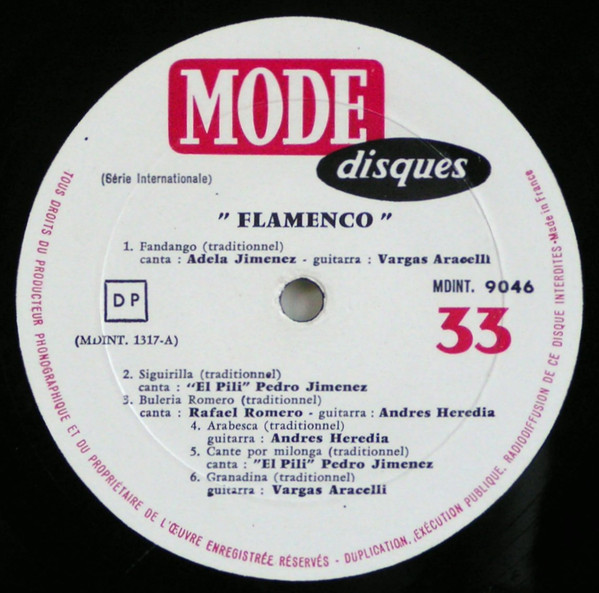 MODE
disques
(Série Internationale)
" FLAMENCO "
1. Fandango (traditionnel)
canta : Adela Jimenez - guitarra : Vargas Aracelli
D P
MDINT. 9046
33
(MDINT. 1317-A)
2. Siguirilla (traditionnel)
canta : "El Pili" Pedro Jimenez
3. Buleria Romero (traditionnel)
canta : Rafael Romero - guitarra : Andres Heredia
4. Arabesca (traditionnel)
guitarra : Andres Heredia
5. Cante por milonga (traditionnel)
canta : "El Pili" Pedro Jimenez
6. Granadina (traditionnel)
guitarra : Vargas Aracelli
TOUS DROITS DU PRODUCTEUR PHONOGRAPHIQUE ET DU PROPRIÉTAIRE DE L'ŒUVRE ENREGISTRÉE RÉSERVÉS - DUPLICATION, EXÉCUTION PUBLIQUE, RADIODIFFUSION DE CE DISQUE INTERDITES - Made in France